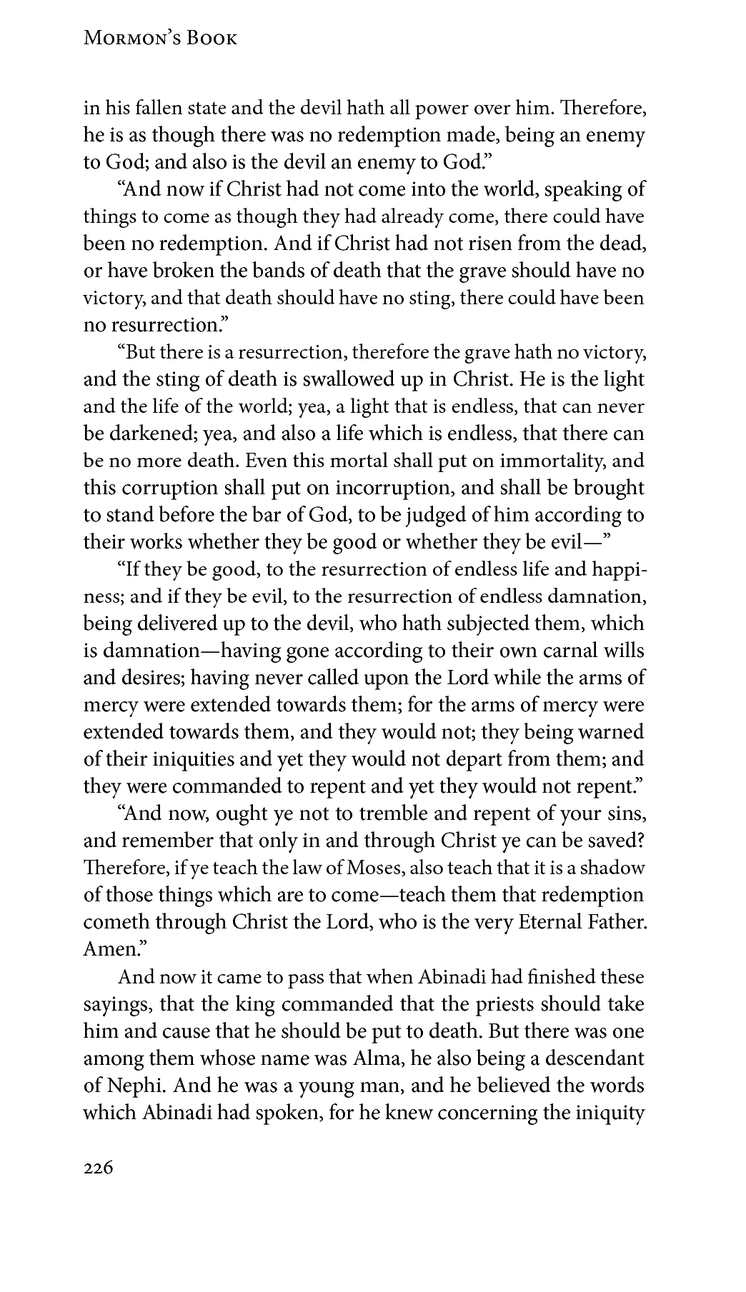 Mormon’s Book
in his fallen state and the devil hath all power over him. Therefore,
he is as though there was no redemption made, being an enemy
to God; and also is the devil an enemy to God.”
“And now if Christ had not come into the world, speaking of
things to come as though they had already come, there could have
been no redemption. And if Christ had not risen from the dead,
or have broken the bands of death that the grave should have no
victory, and that death should have no sting, there could have been
no resurrection.”
“But there is a resurrection, therefore the grave hath no victory,
and the sting of death is swallowed up in Christ. He is the light
and the life of the world; yea, a light that is endless, that can never
be darkened; yea, and also a life which is endless, that there can
be no more death. Even this mortal shall put on immortality, and
this corruption shall put on incorruption, and shall be brought
to stand before the bar of God, to be judged of him according to
their works whether they be good or whether they be evil—”
“If they be good, to the resurrection of endless life and happi-
ness; and if they be evil, to the resurrection of endless damnation,
being delivered up to the devil, who hath subjected them, which
is damnation—having gone according to their own carnal wills
and desires; having never called upon the Lord while the arms of
mercy were extended towards them; for the arms of mercy were
extended towards them, and they would not; they being warned
of their iniquities and yet they would not depart from them; and
they were commanded to repent and yet they would not repent.”
“And now, ought ye not to tremble and repent of your sins,
and remember that only in and through Christ ye can be saved?
Therefore, if ye teach the law of Moses, also teach that it is a shadow
of those things which are to come—teach them that redemption
cometh through Christ the Lord, who is the very Eternal Father.
Amen.”
And now it came to pass that when Abinadi had finished these
sayings, that the king commanded that the priests should take
him and cause that he should be put to death. But there was one
among them whose name was Alma, he also being a descendant
of Nephi. And he was a young man, and he believed the words
which Abinadi had spoken, for he knew concerning the iniquity
226